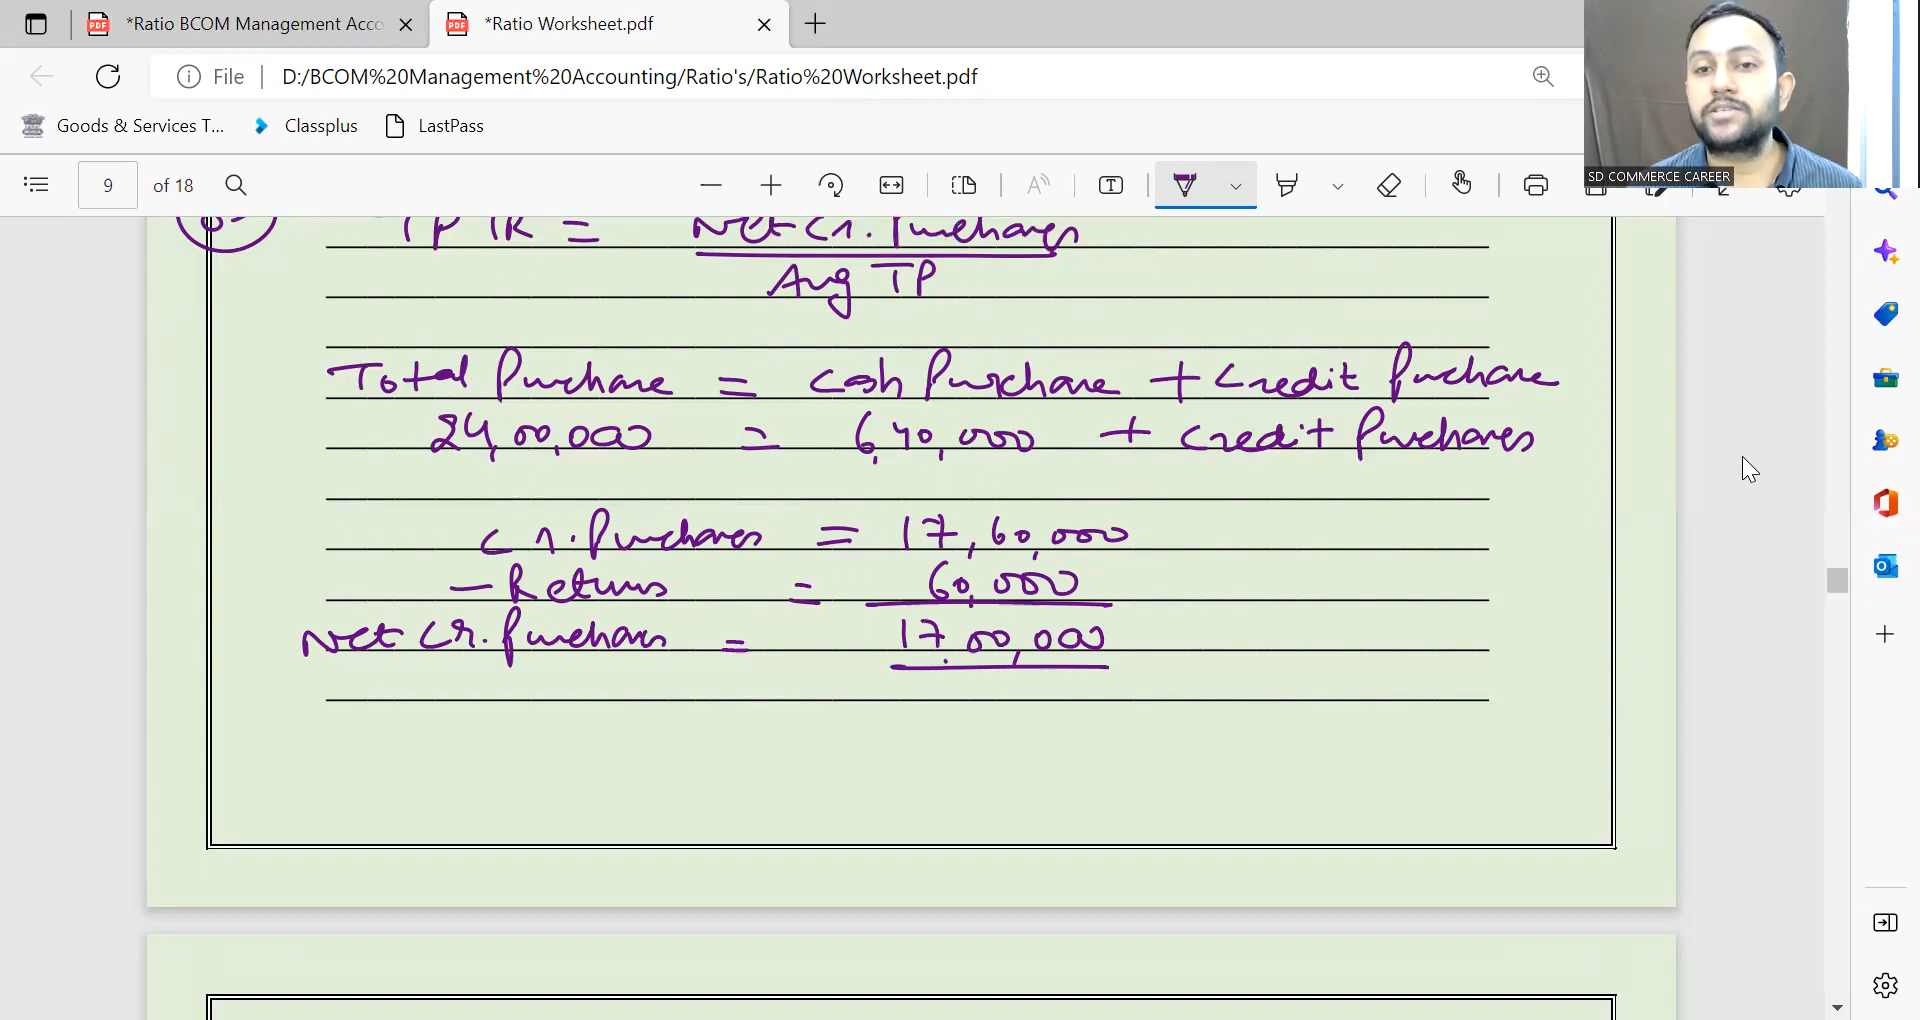 *Ratio BCOM Management Acco
*Ratio Worksheet.pdf
File
D:/BCOM%20Management%20Accounting/Ratio's/Ratio%20Worksheet.pdf
Goods & Services T...
Classplus
LastPass
9
of 18
SD COMMERCE CAREER
TPTR = Net Cr. Purchases
Avg TP
Total Purchase = Cash Purchase + Credit Purchase
24,00,000 = 6,40,000 + Credit Purchases
Cr. Purchases = 17,60,000
- Returns = 60,000
Net Cr. Purchases = 17,00,000